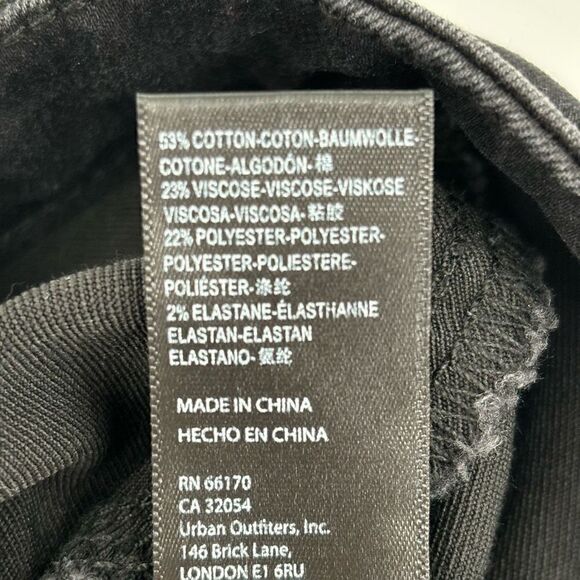 53% COTTON-COTON-BAUMWOLLE-
COTONE-ALGODÓN-棉
23% VISCOSE-VISCOSE-VISKOSE
VISCOSA-VISCOSA-粘胶
22% POLYESTER-POLYESTER-
POLYESTER-POLIESTERE-
POLIÉSTER-涤纶
2% ELASTANE-ÉLASTHANNE
ELASTAN-ELASTAN
ELASTANO-氨纶
MADE IN CHINA
HECHO EN CHINA
RN 66170
CA 32054
Urban Outfitters, Inc.
146 Brick Lane,
LONDON E1 6RU